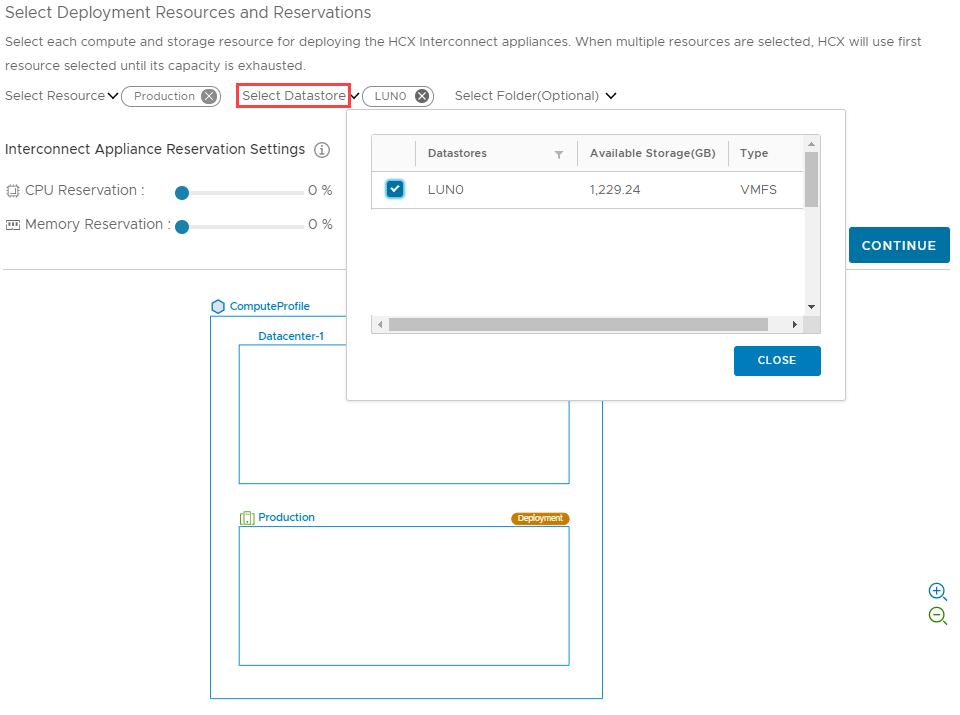 Select Deployment Resources and Reservations
Select each compute and storage resource for deploying the HCX Interconnect appliances. When multiple resources are selected, HCX will use first
resource selected until its capacity is exhausted.
Select Resource Production Select Datastore LUN0 Select Folder(Optional)
Interconnect Appliance Reservation Settings
CPU Reservation : 0 %
Memory Reservation : 0 %
Datastores Available Storage(GB) Type
LUN0 1,229.24 VMFS
CLOSE
CONTINUE
ComputeProfile
Datacenter-1
Production Deployment